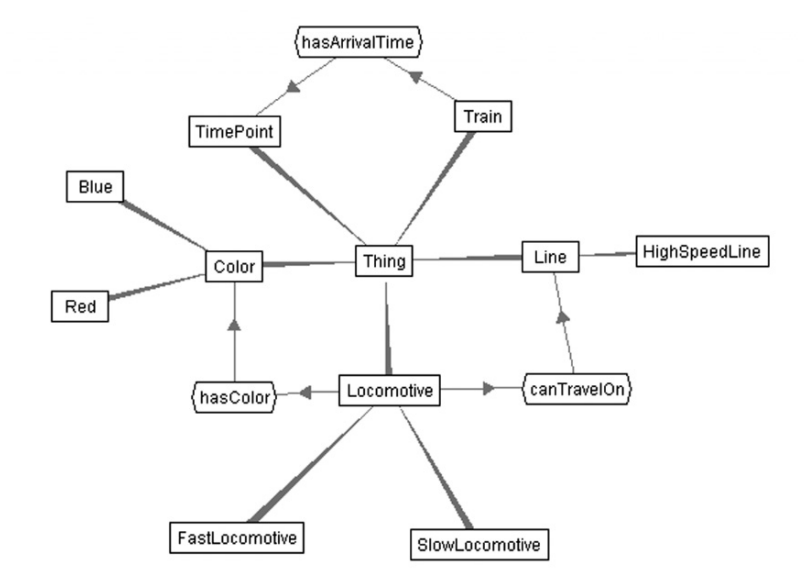 hasArrivalTime
TimePoint
Train
Blue
Color
Thing
Line
HighSpeedLine
Red
hasColor
Locomotive
canTravelOn
FastLocomotive
SlowLocomotive